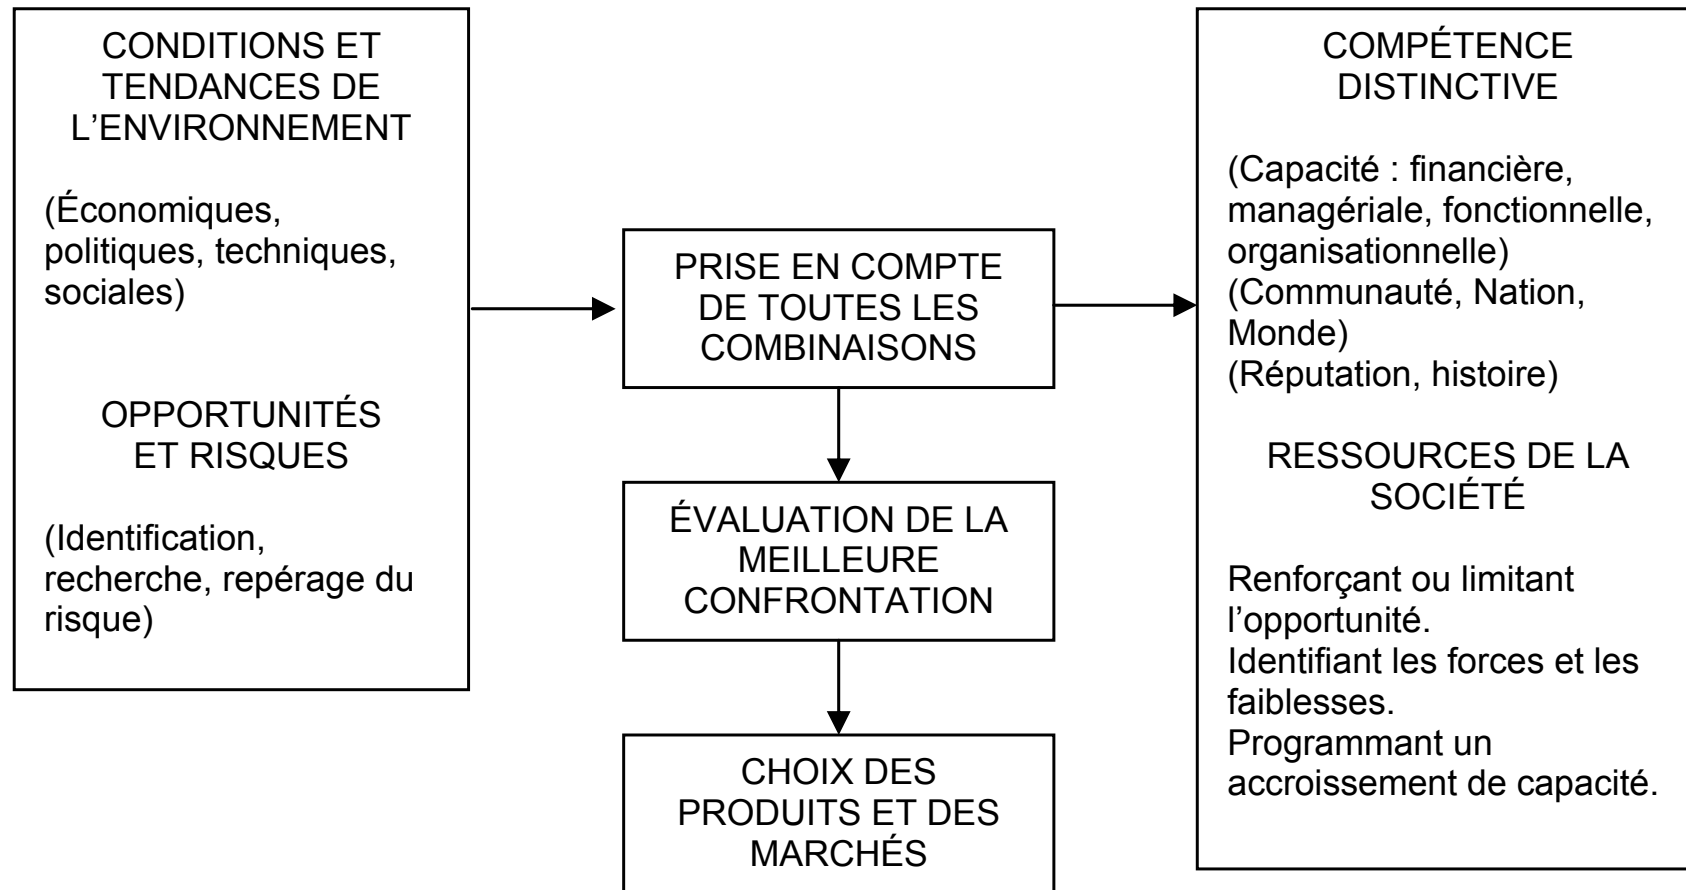 CONDITIONS ET
TENDANCES DE
L’ENVIRONNEMENT
(Économiques,
politiques, techniques,
sociales)
OPPORTUNITÉS
ET RISQUES
(Identification,
recherche, repérage du
risque)
PRISE EN COMPTE
DE TOUTES LES
COMBINAISONS
ÉVALUATION DE LA
MEILLEURE
CONFRONTATION
CHOIX DES
PRODUITS ET DES
MARCHÉS
COMPÉTENCE
DISTINCTIVE
(Capacité : financière,
managériale, fonctionnelle,
organisationnelle)
(Communauté, Nation,
Monde)
(Réputation, histoire)
RESSOURCES DE LA
SOCIÉTÉ
Renforçant ou limitant
l’opportunité.
Identifiant les forces et les
faiblesses.
Programmant un
accroissement de capacité.